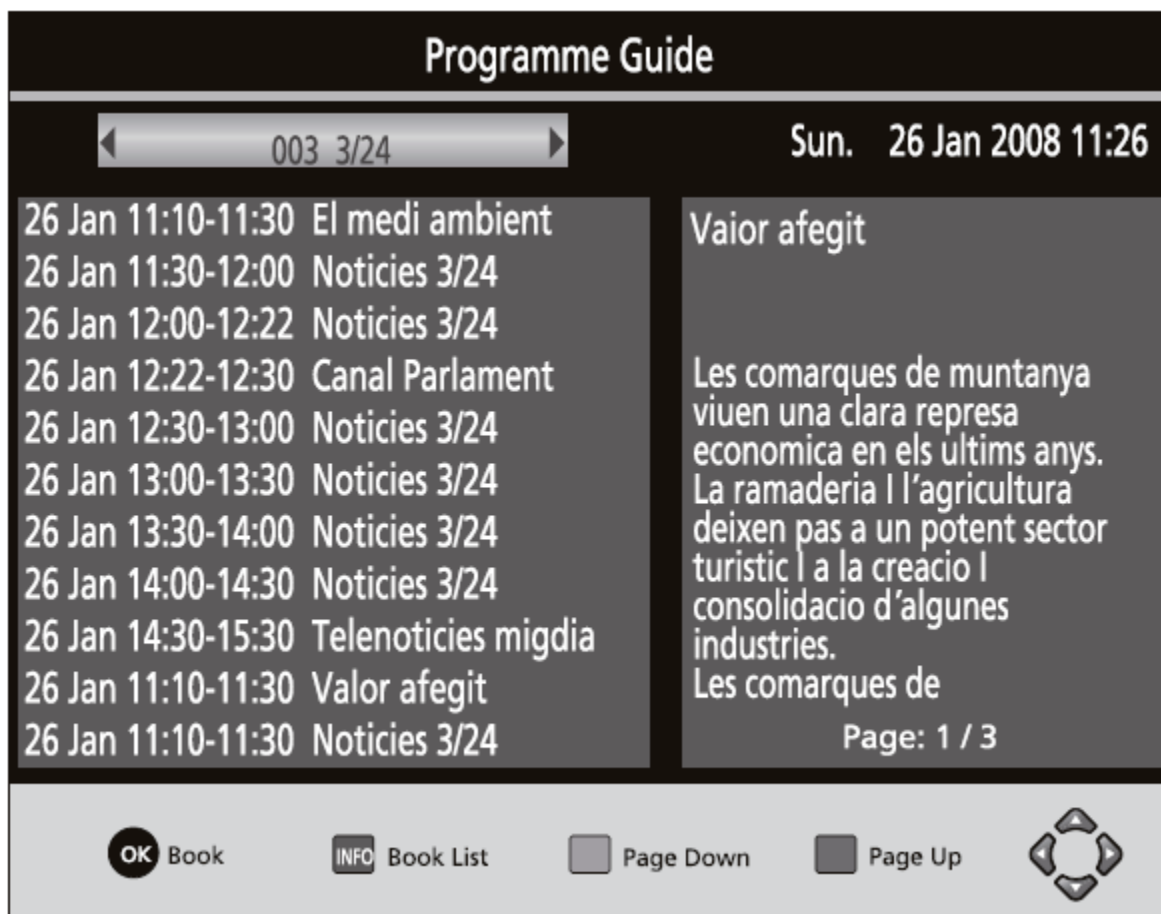 Programme Guide
003 3/24
Sun. 26 Jan 2008 11:26
26 Jan 11:10-11:30 El medi ambient
26 Jan 11:30-12:00 Noticies 3/24
26 Jan 12:00-12:22 Noticies 3/24
26 Jan 12:22-12:30 Canal Parlament
26 Jan 12:30-13:00 Noticies 3/24
26 Jan 13:00-13:30 Noticies 3/24
26 Jan 13:30-14:00 Noticies 3/24
26 Jan 14:00-14:30 Noticies 3/24
26 Jan 14:30-15:30 Telenoticies migdia
26 Jan 11:10-11:30 Valor afegit
26 Jan 11:10-11:30 Noticies 3/24
Vaior afegit
Les comarques de muntanya
viuen una clara represa
economica en els ultims anys.
La ramaderia I l´agricultura
deixen pas a un potent sector
turistic I a la creacio I
consolidacio d´algunes
industries.
Les comarques de
Page: 1 / 3
OK Book
INFO Book List
Page Down
Page Up